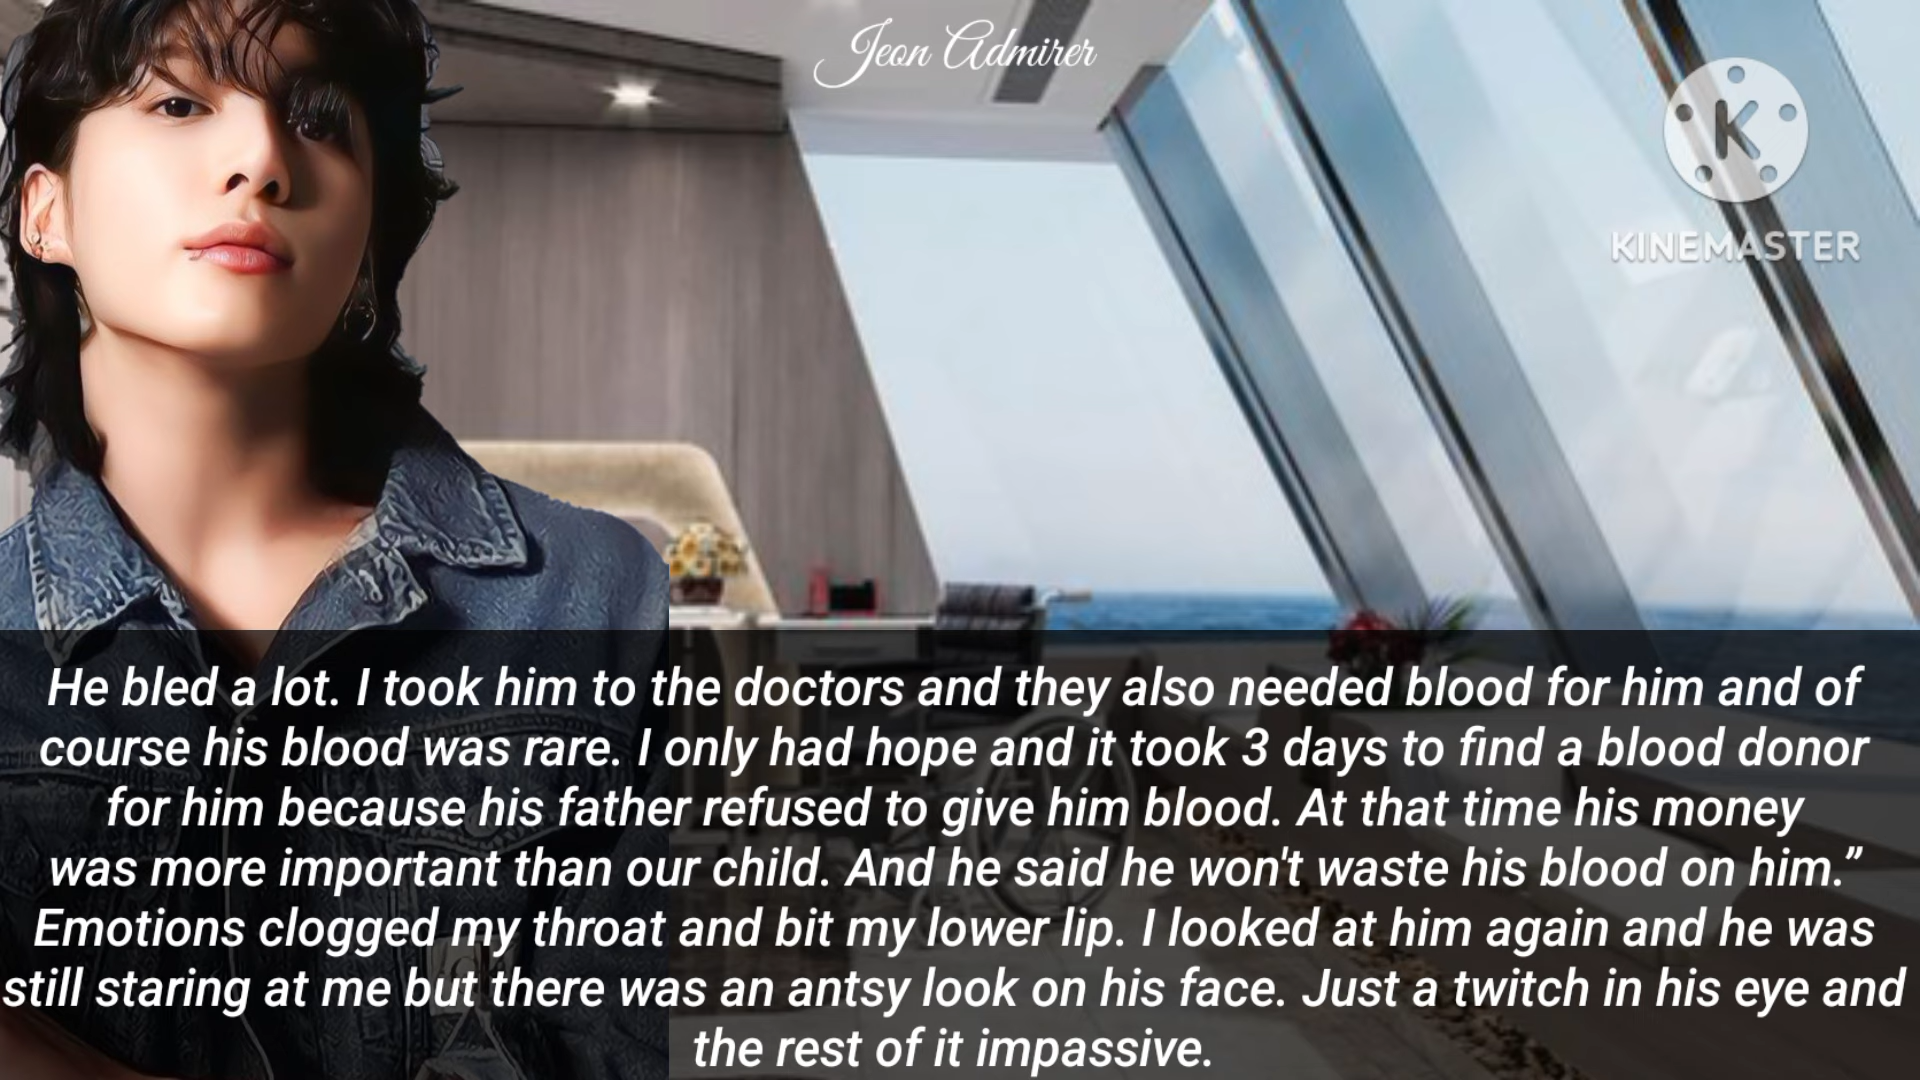 Jeon Admirer
K
KINEMASTER
He bled a lot. I took him to the doctors and they also needed blood for him and of
course his blood was rare. I only had hope and it took 3 days to find a blood donor
for him because his father refused to give him blood. At that time his money
was more important than our child. And he said he won't waste his blood on him.”
Emotions clogged my throat and bit my lower lip. I looked at him again and he was
still staring at me but there was an antsy look on his face. Just a twitch in his eye and
the rest of it impassive.